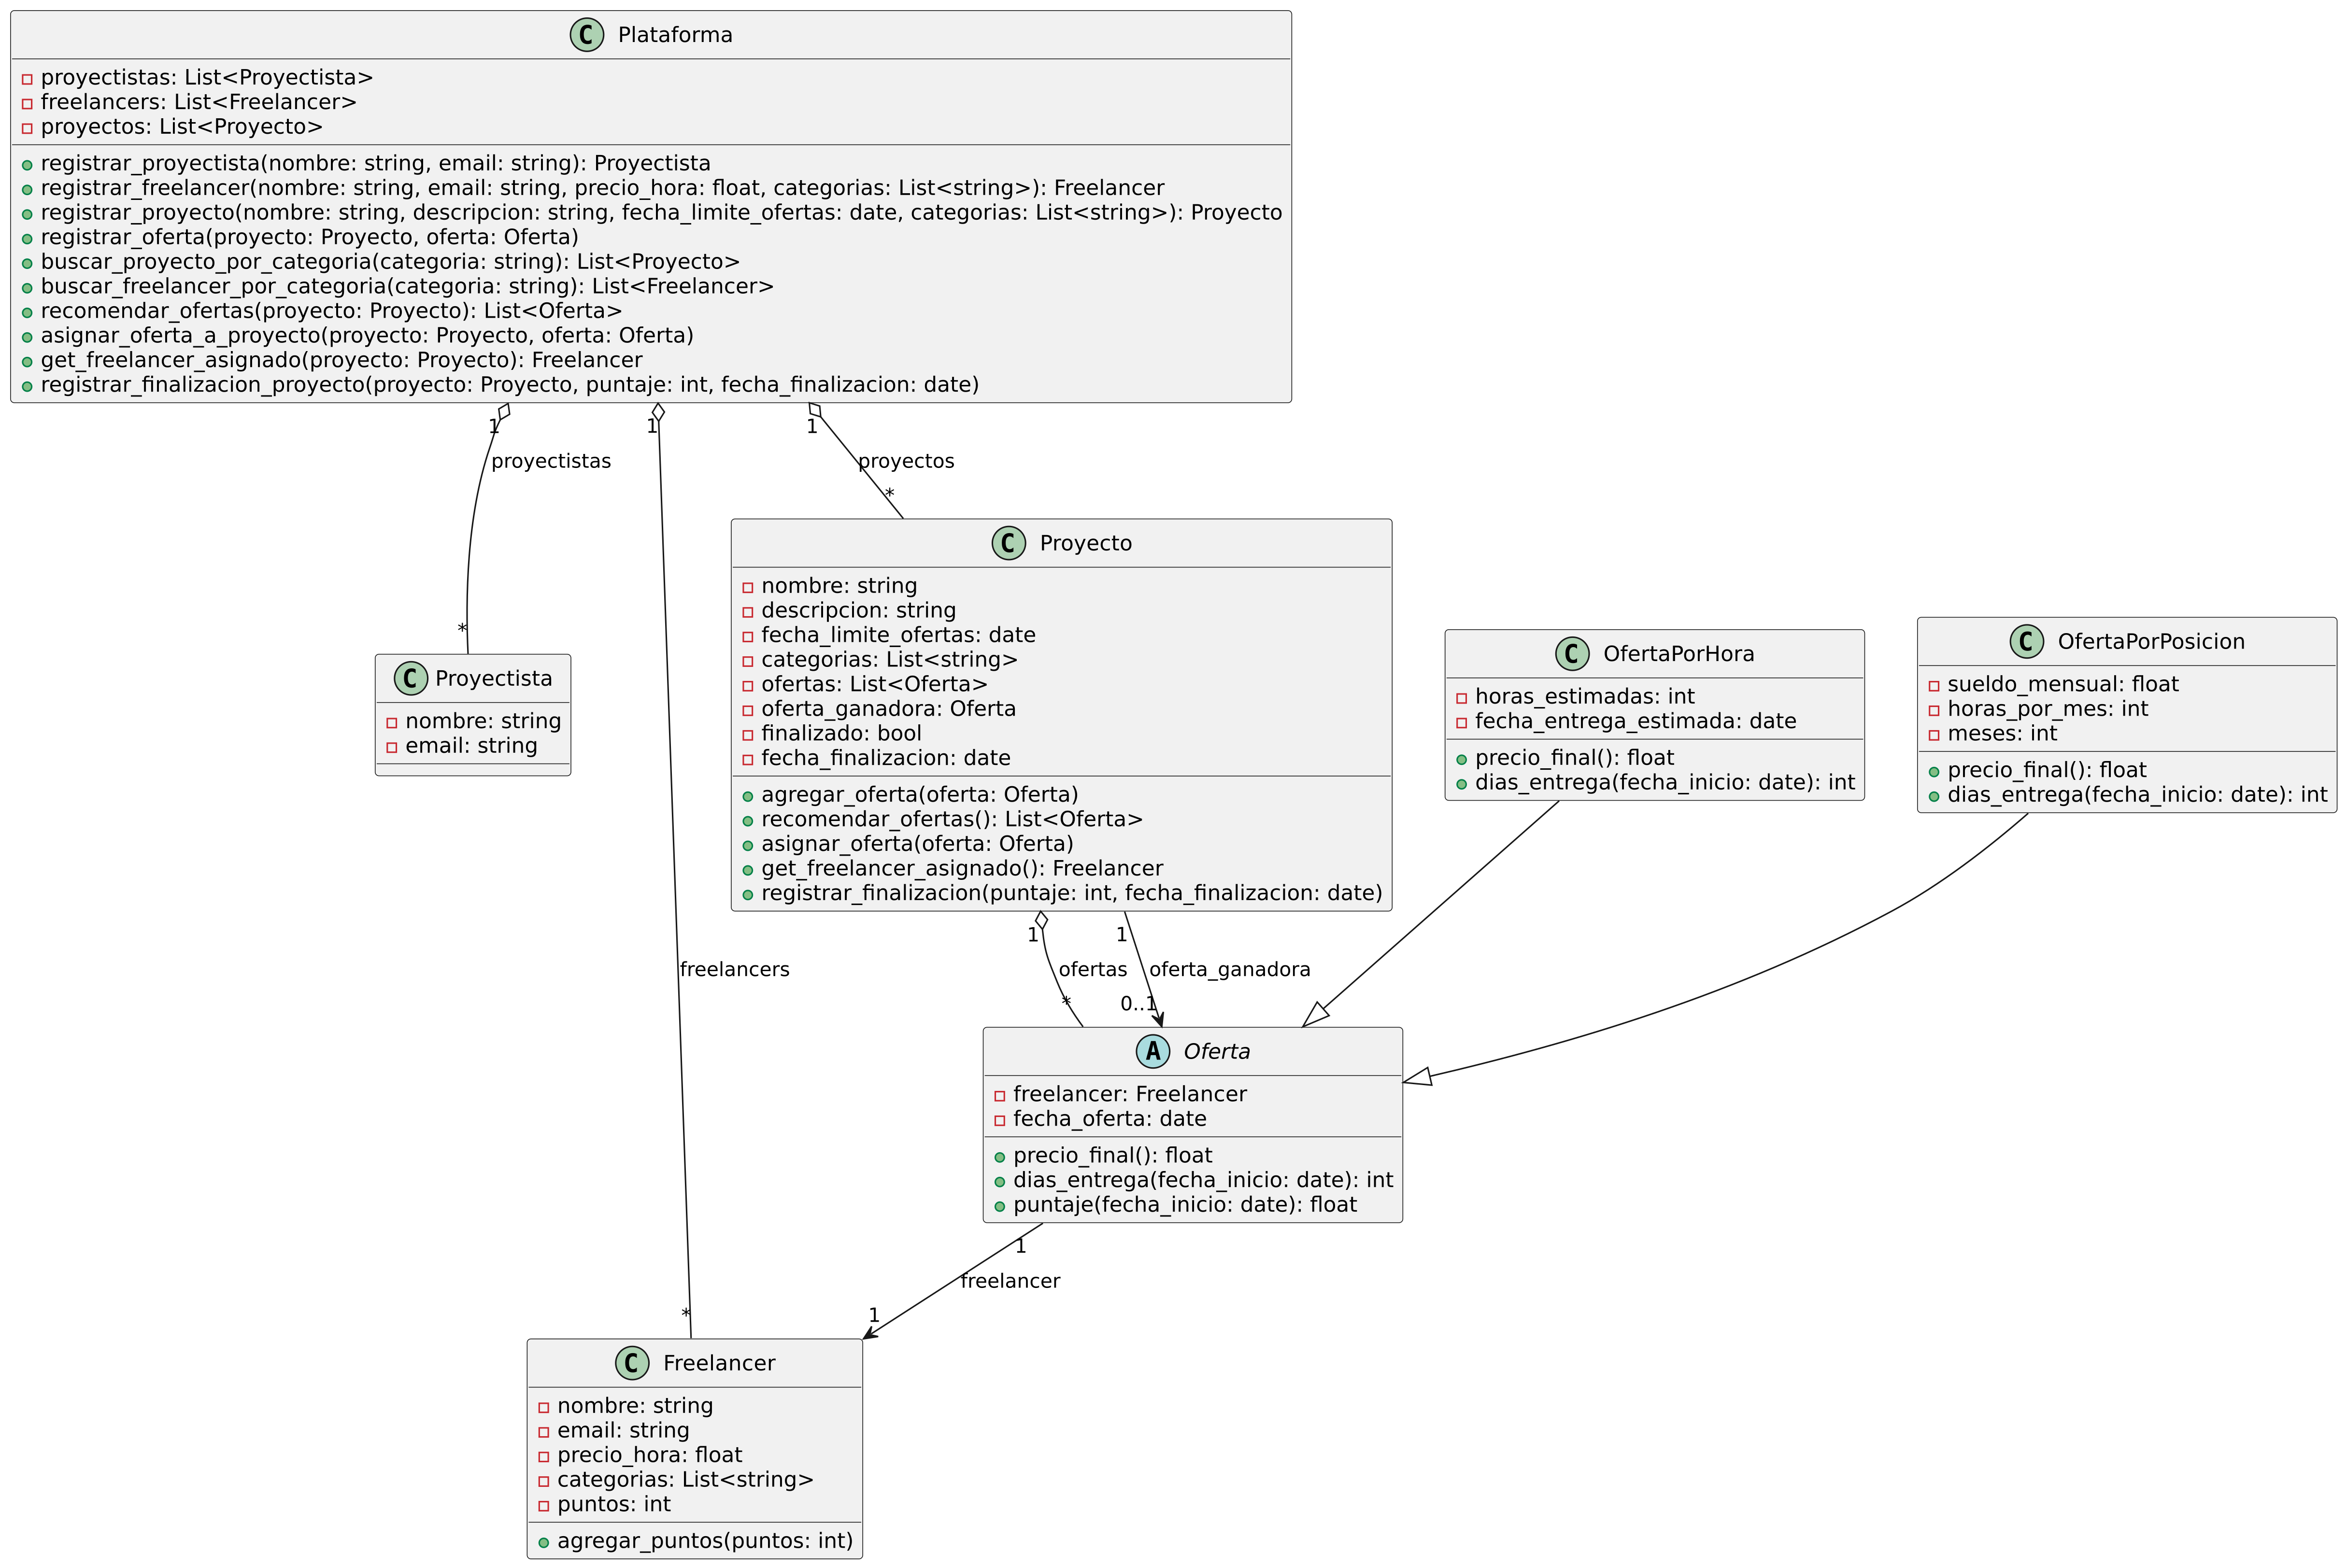 C Plataforma
proyectistas: List<Proyectista>
freelancers: List<Freelancer>
proyectos: List<Proyecto>
registrar_proyectista(nombre: string, email: string): Proyectista
registrar_freelancer(nombre: string, email: string, precio_hora: float, categorias: List<string>): Freelancer
registrar_proyecto(nombre: string, descripcion: string, fecha_limite_ofertas: date, categorias: List<string>): Proyecto
registrar_oferta(proyecto: Proyecto, oferta: Oferta)
buscar_proyecto_por_categoria(categoria: string): List<Proyecto>
buscar_freelancer_por_categoria(categoria: string): List<Freelancer>
recomendar_ofertas(proyecto: Proyecto): List<Oferta>
asignar_oferta_a_proyecto(proyecto: Proyecto, oferta: Oferta)
get_freelancer_asignado(proyecto: Proyecto): Freelancer
registrar_finalizacion_proyecto(proyecto: Proyecto, puntaje: int, fecha_finalizacion: date)
1
1
1
proyectistas
proyectos
*
*
C Proyectista
nombre: string
email: string
C Proyecto
nombre: string
descripcion: string
fecha_limite_ofertas: date
categorias: List<string>
ofertas: List<Oferta>
oferta_ganadora: Oferta
finalizado: bool
fecha_finalizacion: date
agregar_oferta(oferta: Oferta)
recomendar_ofertas(): List<Oferta>
asignar_oferta(oferta: Oferta)
get_freelancer_asignado(): Freelancer
registrar_finalizacion(puntaje: int, fecha_finalizacion: date)
C OfertaPorHora
horas_estimadas: int
fecha_entrega_estimada: date
precio_final(): float
dias_entrega(fecha_inicio: date): int
C OfertaPorPosicion
sueldo_mensual: float
horas_por_mes: int
meses: int
precio_final(): float
dias_entrega(fecha_inicio: date): int
1
1
freelancers
ofertas
oferta_ganadora
*
0..1
A Oferta
freelancer: Freelancer
fecha_oferta: date
precio_final(): float
dias_entrega(fecha_inicio: date): int
puntaje(fecha_inicio: date): float
1
freelancer
*
1
C Freelancer
nombre: string
email: string
precio_hora: float
categorias: List<string>
puntos: int
agregar_puntos(puntos: int)